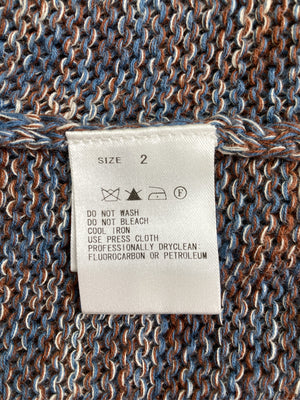 SIZE 2
F
DO NOT WASH
DO NOT BLEACH
COOL IRON
USE PRESS CLOTH
PROFESSIONALLY DRYCLEAN:
FLUOROCARBON OR PETROLEUM